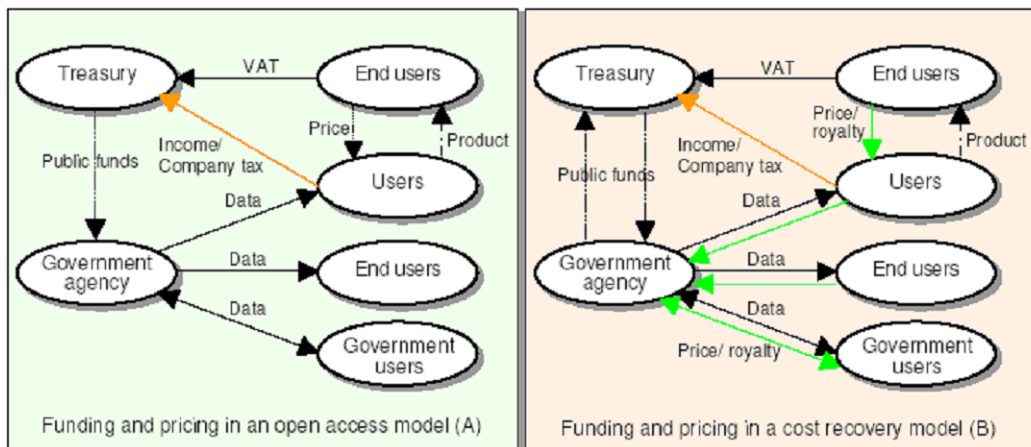 Treasury
VAT
End users
Price
Product
Public funds
Income/
Company tax
Users
Data
Government
agency
Data
End users
Data
Government
users
Funding and pricing in an open access model (A)
Treasury
VAT
End users
Price/
royalty
Product
Public funds
Income/
Company tax
Users
Data
Government
agency
Data
End users
Data
Price/ royalty
Government
users
Funding and pricing in a cost recovery model (B)